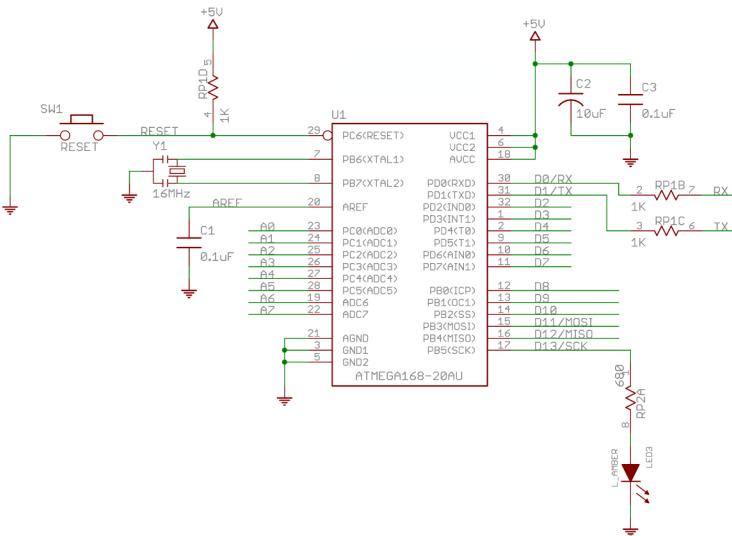 +5V
+5V
RP1D
5
4
1K
SW1
RESET
RESET
Y1
16MHz
AREF
C1
0.1uF
C2
10uF
C3
0.1uF
U1
29 PC6(RESET)
7 PB6(XTAL1)
8 PB7(XTAL2)
20 AREF
A0 23 PC0(ADC0)
A1 24 PC1(ADC1)
A2 25 PC2(ADC2)
A3 26 PC3(ADC3)
A4 27 PC4(ADC4)
A5 28 PC5(ADC5)
A6 19 ADC6
A7 22 ADC7
21 AGND
3 GND1
5 GND2
VCC1 4
VCC2 6
AVCC 18
PD0(RXD) 30 D0/RX
PD1(TXD) 31 D1/TX
PD2(IND0) 32 D2
PD3(INT1) 1 D3
PD4(T0) 2 D4
PD5(T1) 9 D5
PD6(AIN0) 10 D6
PD7(AIN1) 11 D7
PB0(ICP) 12 D8
PB1(OC1) 13 D9
PB2(SS) 14 D10
PB3(MOSI) 15 D11/MOSI
PB4(MISO) 16 D12/MISO
PB5(SCK) 17 D13/SCK
ATMEGA168-20AU
2 RP1B 7 RX
1K
3 RP1C 6 TX
1K
680
1
RP2A
8
L_AMBER
LED3